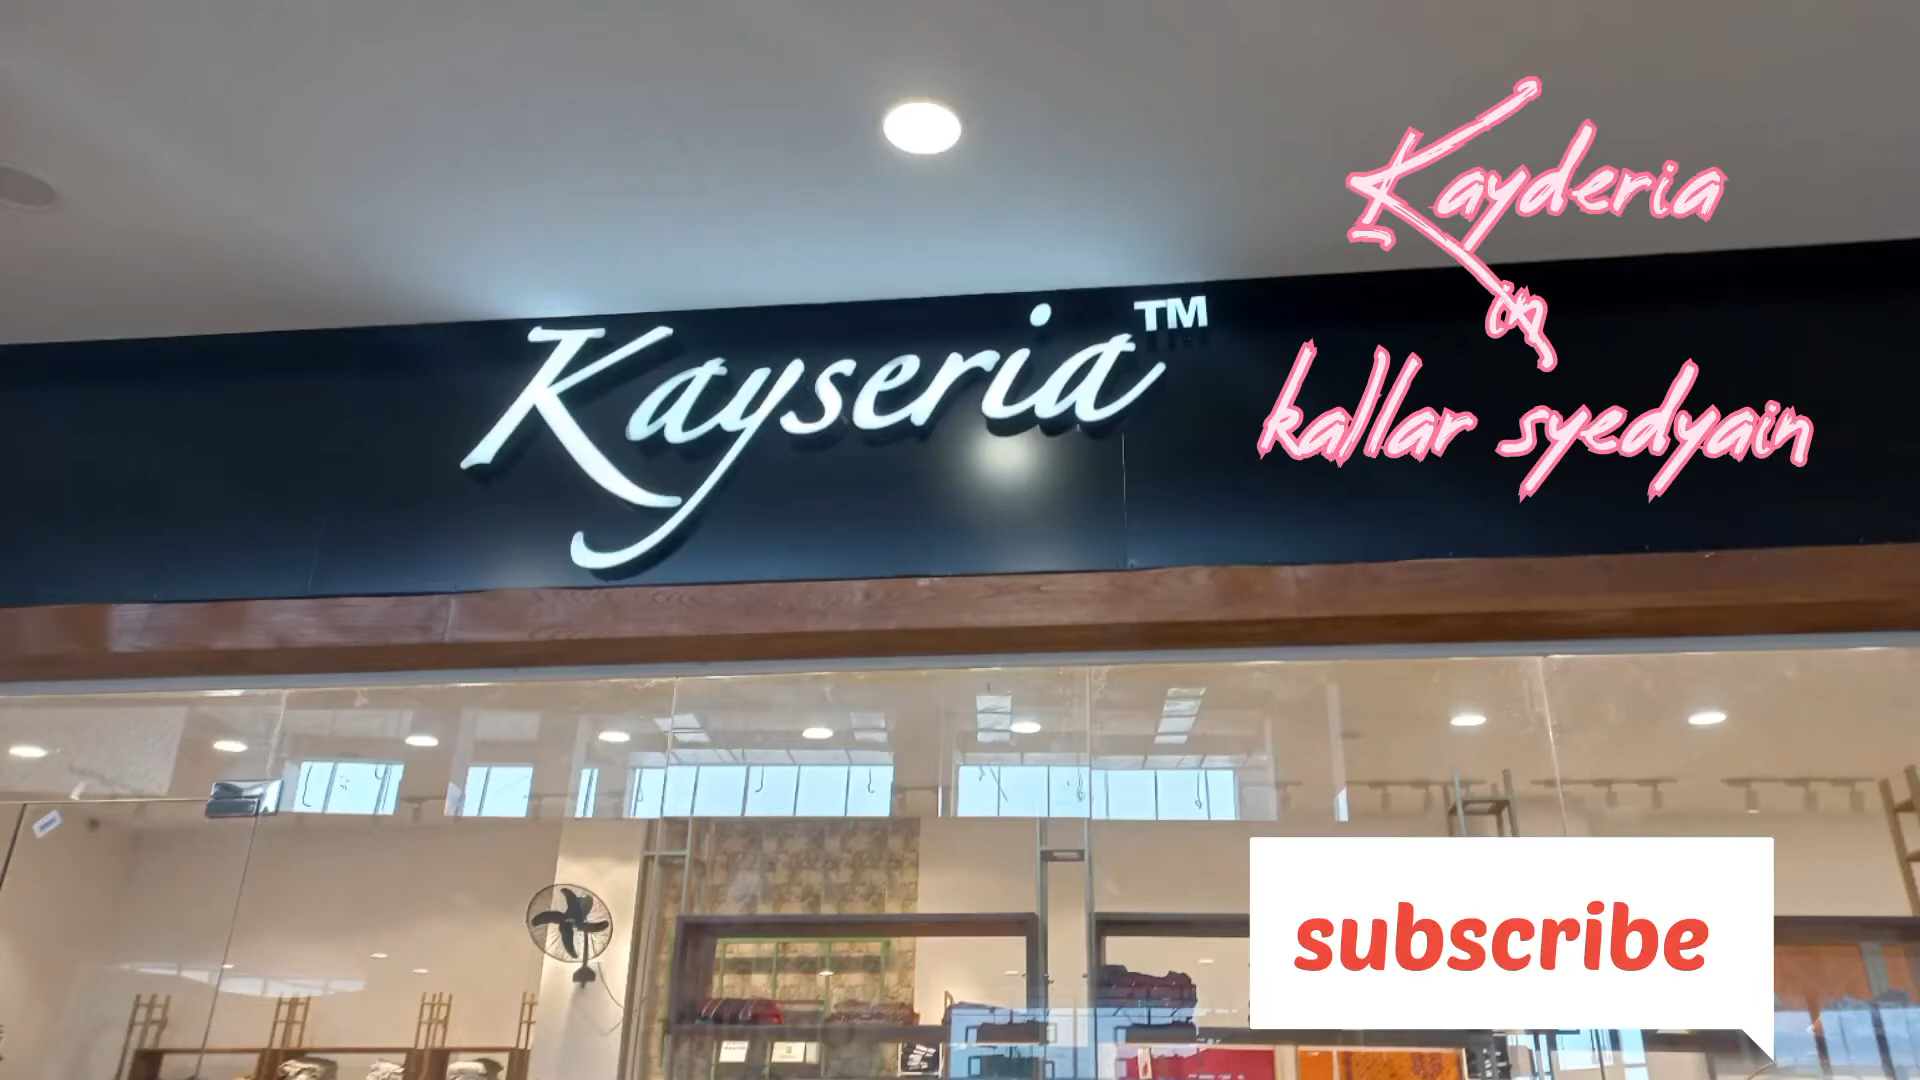 Kayseria™
Kayderia
in
kallar syedyain
subscribe